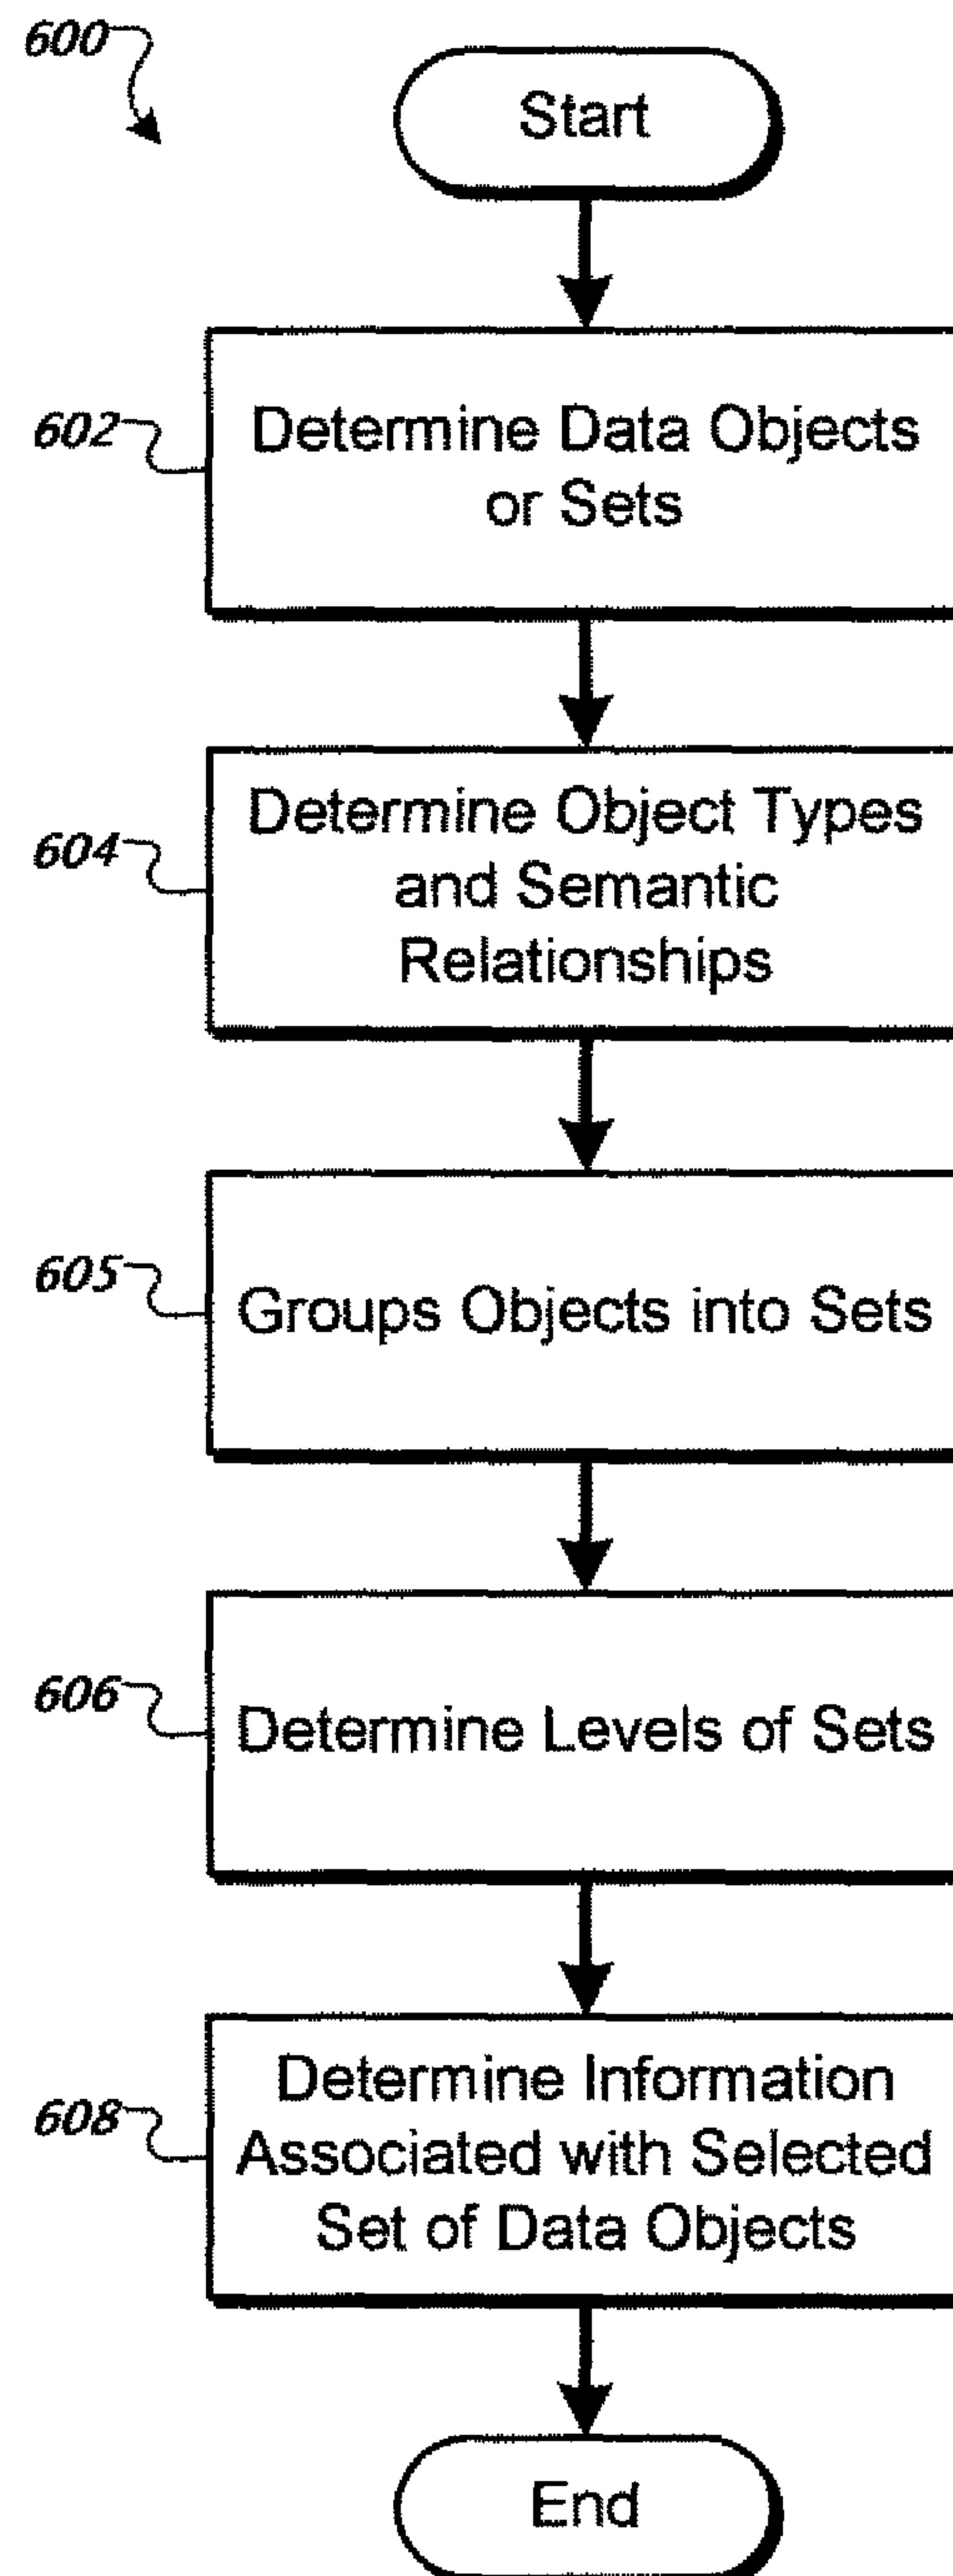 600
Start
602
Determine Data Objects
or Sets
604
Determine Object Types
and Semantic
Relationships
605
Groups Objects into Sets
606
Determine Levels of Sets
608
Determine Information
Associated with Selected
Set of Data Objects
End